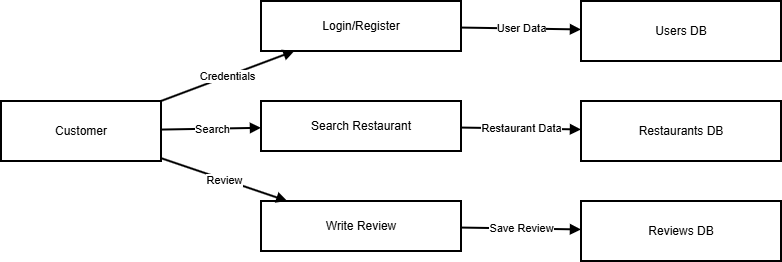 Login/Register
User Data
Users DB
Credentials
Customer
Search
Search Restaurant
Restaurant Data
Restaurants DB
Review
Write Review
Save Review
Reviews DB